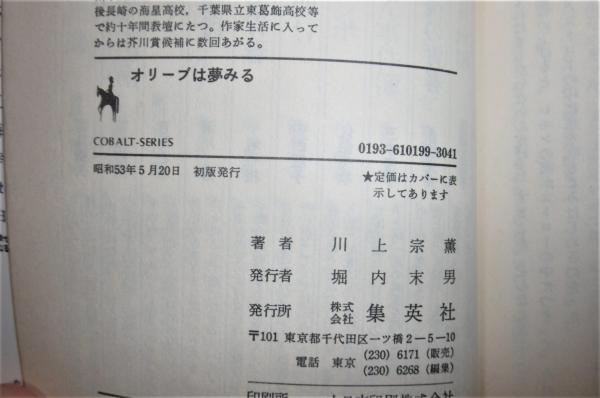 後長崎の海星高校，千葉県立東葛飾高校等
で約十年間教壇にたつ。作家生活に入って
からは芥川賞候補に数回あがる。
オリーブは夢みる
COBALT-SERIES
0193-610199-3041
昭和53年5月20日　初版発行
★定価はカバーに表
示してあります
著者　川上宗薫
発行者　堀内末男
発行所　株式会社　集英社
〒101 東京都千代田区一ツ橋2－5－10
電話　東京 (230) 6171 (販売)
(230) 6268 (編集)